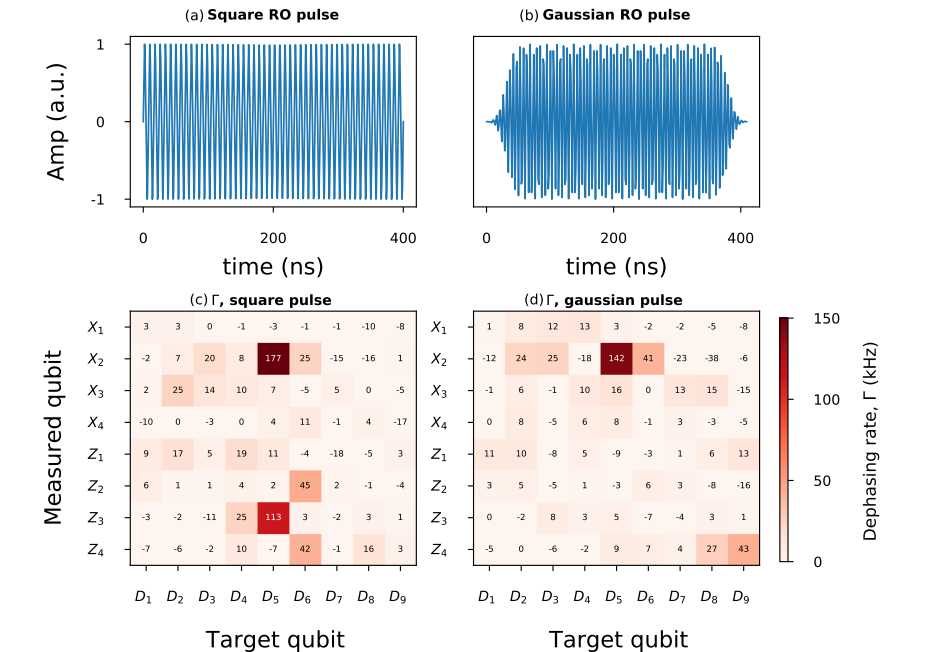 (a) Square RO pulse
(b) Gaussian RO pulse
Amp (a.u.)
1
0
-1
0 200 400
0 200 400
time (ns)
time (ns)
(c) Γ, square pulse
(d) Γ, gaussian pulse
Measured qubit
X1 3 3 0 -1 -3 -1 -1 -10 -8
X2 -2 7 20 8 177 25 -15 -16 1
X3 2 25 14 10 7 -5 5 0 -5
X4 -10 0 -3 0 4 11 -1 4 -17
Z1 9 17 5 19 11 -4 -18 -5 3
Z2 6 1 1 4 2 45 2 -1 -4
Z3 -3 -2 -11 25 113 3 -2 3 1
Z4 -7 -6 -2 10 -7 42 -1 16 3
D1 D2 D3 D4 D5 D6 D7 D8 D9
Target qubit
X1 1 8 12 13 3 -2 -2 -5 -8
X2 -12 24 25 -18 142 41 -23 -38 -6
X3 -1 6 -1 10 16 0 13 15 -15
X4 0 8 -5 6 8 -1 3 -3 -5
Z1 11 10 -8 -5 -9 -3 1 6 13
Z2 3 5 -5 -1 -3 6 3 -8 -16
Z3 0 -2 8 3 5 -7 -4 3 1
Z4 -5 0 -6 -2 9 7 4 27 43
D1 D2 D3 D4 D5 D6 D7 D8 D9
Target qubit
150
100
50
0
Dephasing rate, Γ (kHz)